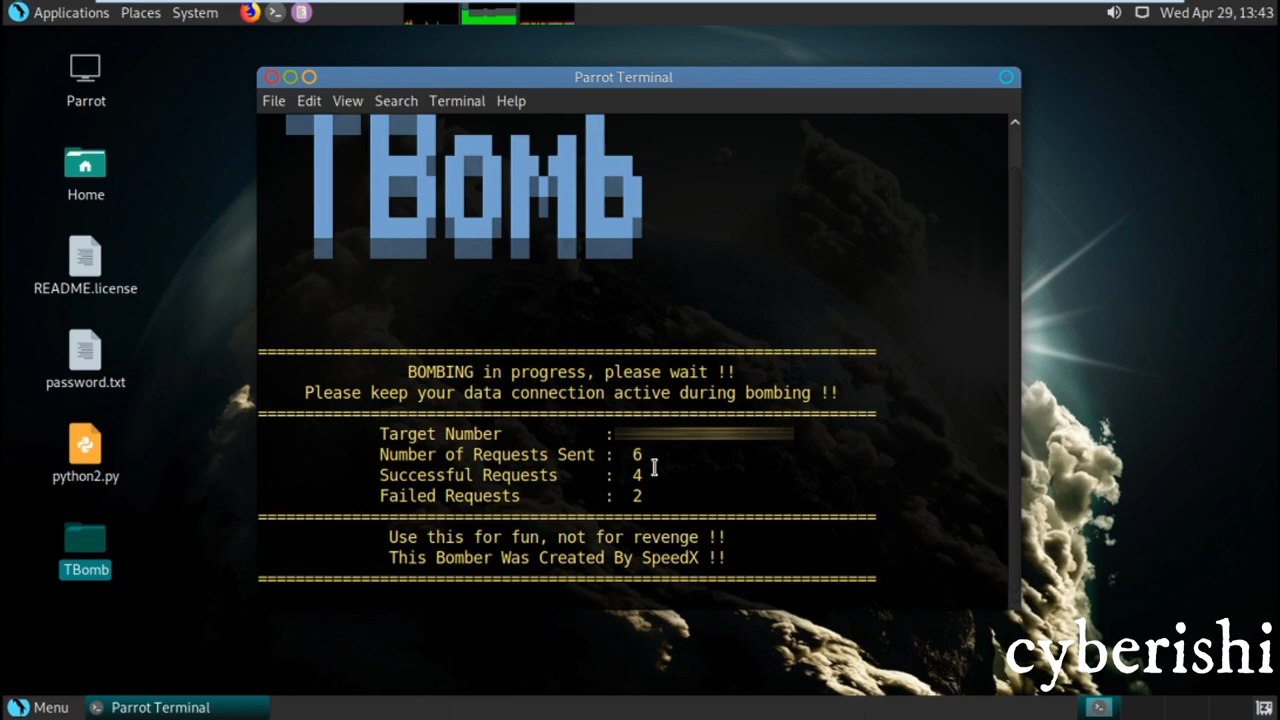 Applications Places System
Wed Apr 29, 13:43
Parrot Terminal
File Edit View Search Terminal Help
Parrot
Home
README.license
password.txt
python2.py
TBomb
TBomb
=================================================================
BOMBING in progress, please wait !!
Please keep your data connection active during bombing !!
=================================================================
Target Number :
Number of Requests Sent : 6
Successful Requests : 4
Failed Requests : 2
=================================================================
Use this for fun, not for revenge !!
This Bomber Was Created By SpeedX !!
=================================================================
cyberishi
Menu Parrot Terminal